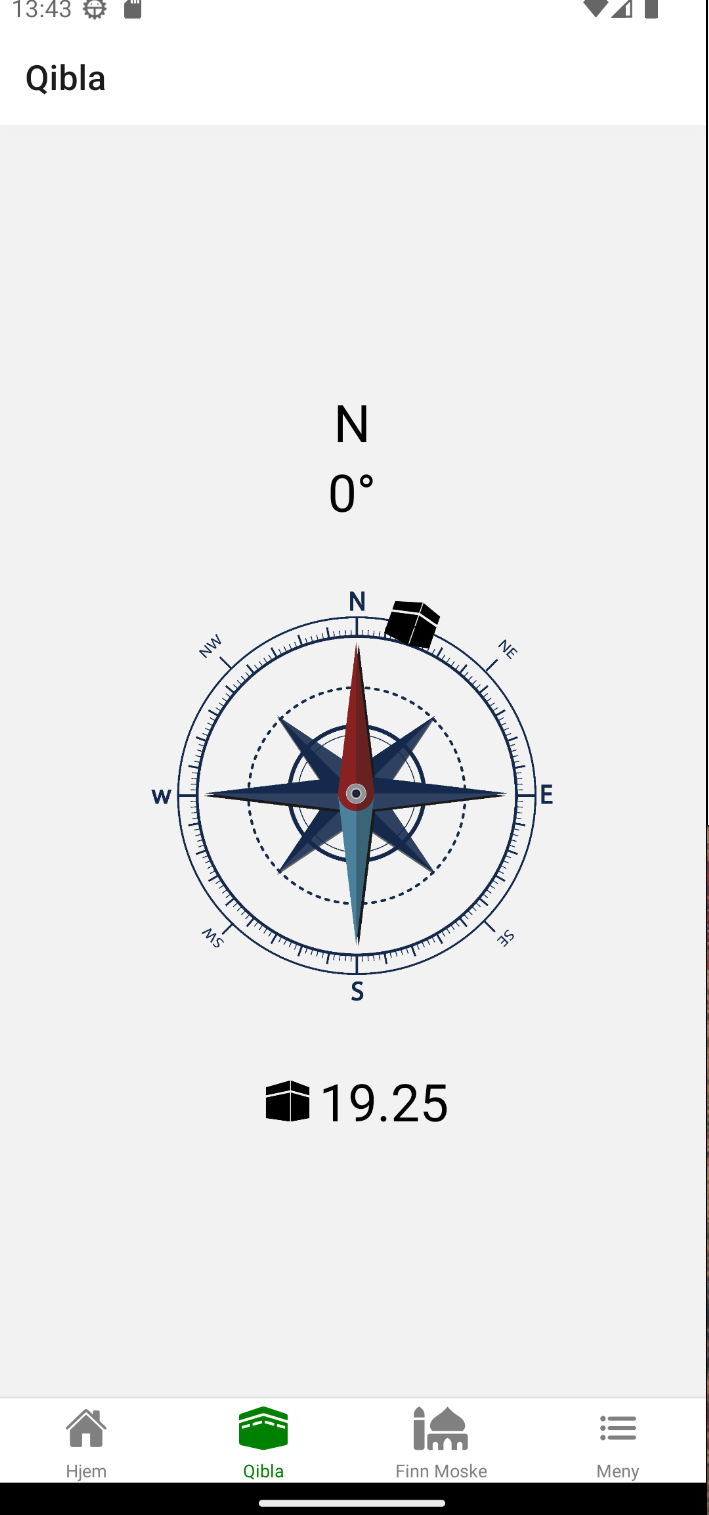 13:43
Qibla
N
0°
N
NW
NE
W
E
SW
SE
S
19.25
Hjem
Qibla
Finn Moske
Meny